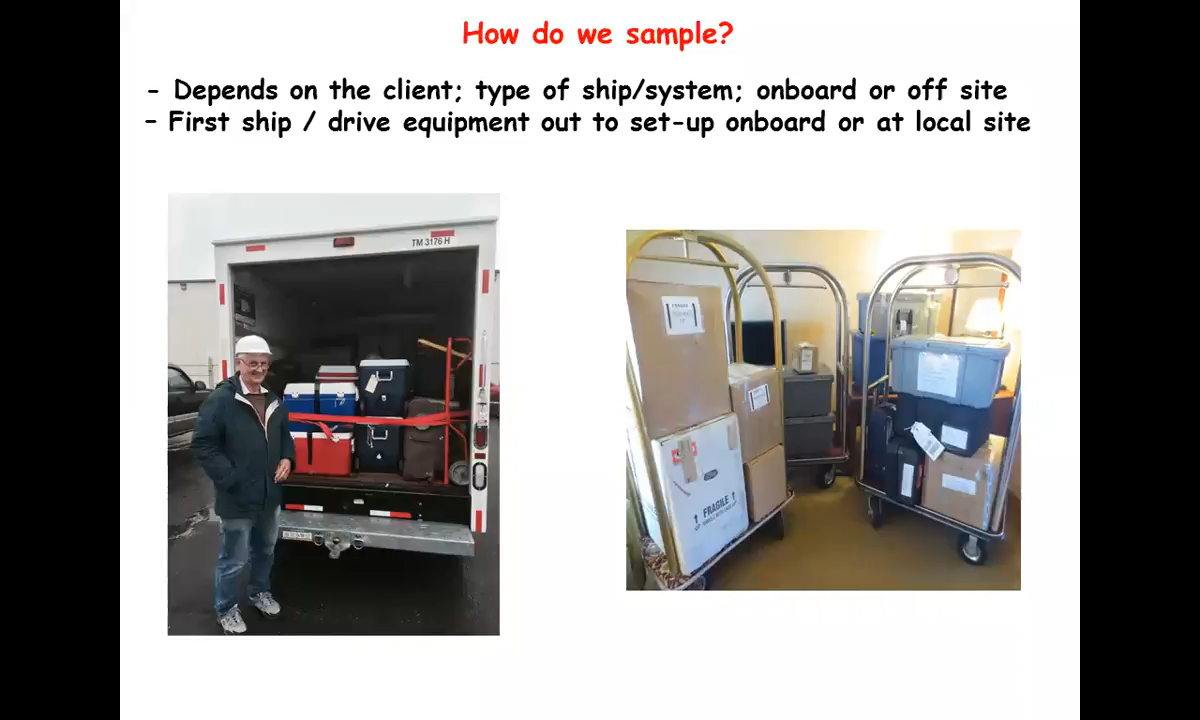 How do we sample?
- Depends on the client; type of ship/system; onboard or off site
- First ship / drive equipment out to set-up onboard or at local site
TM 3176 H
FRAGILE